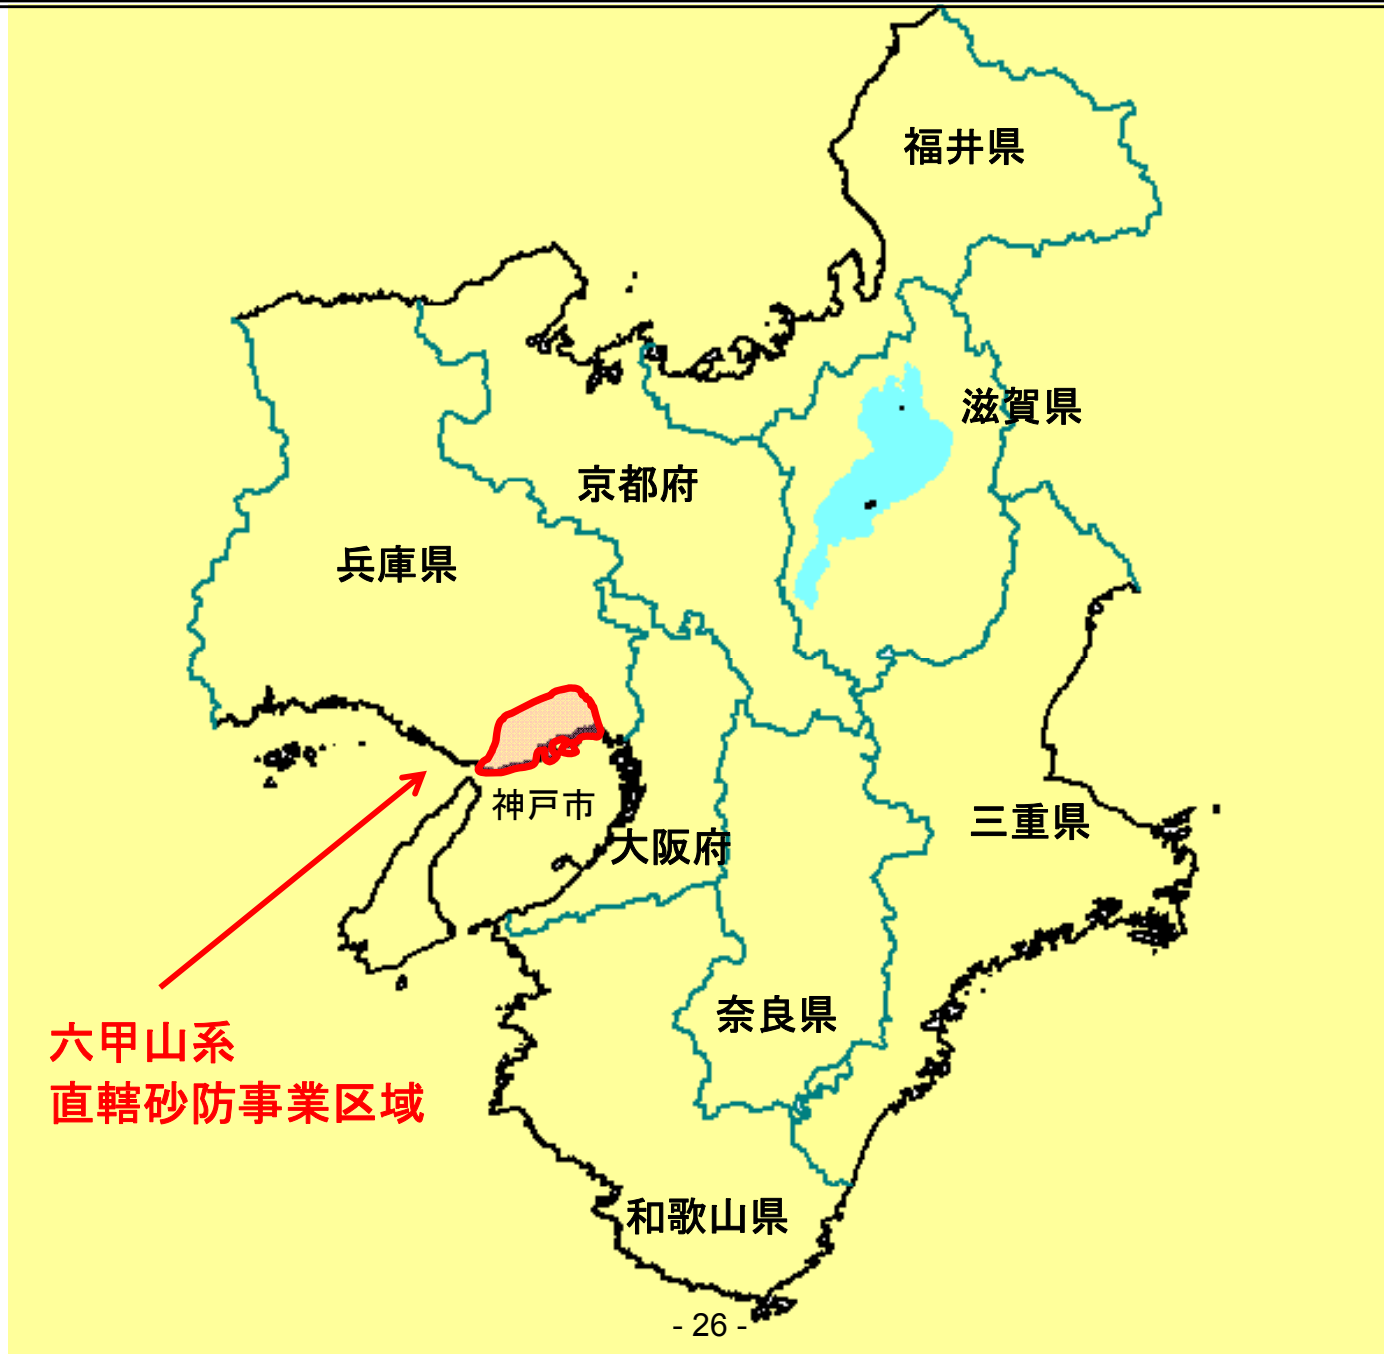 福井県
滋賀県
京都府
兵庫県
神戸市
三重県
大阪府
奈良県
六甲山系
直轄砂防事業区域
和歌山県
- 26 -